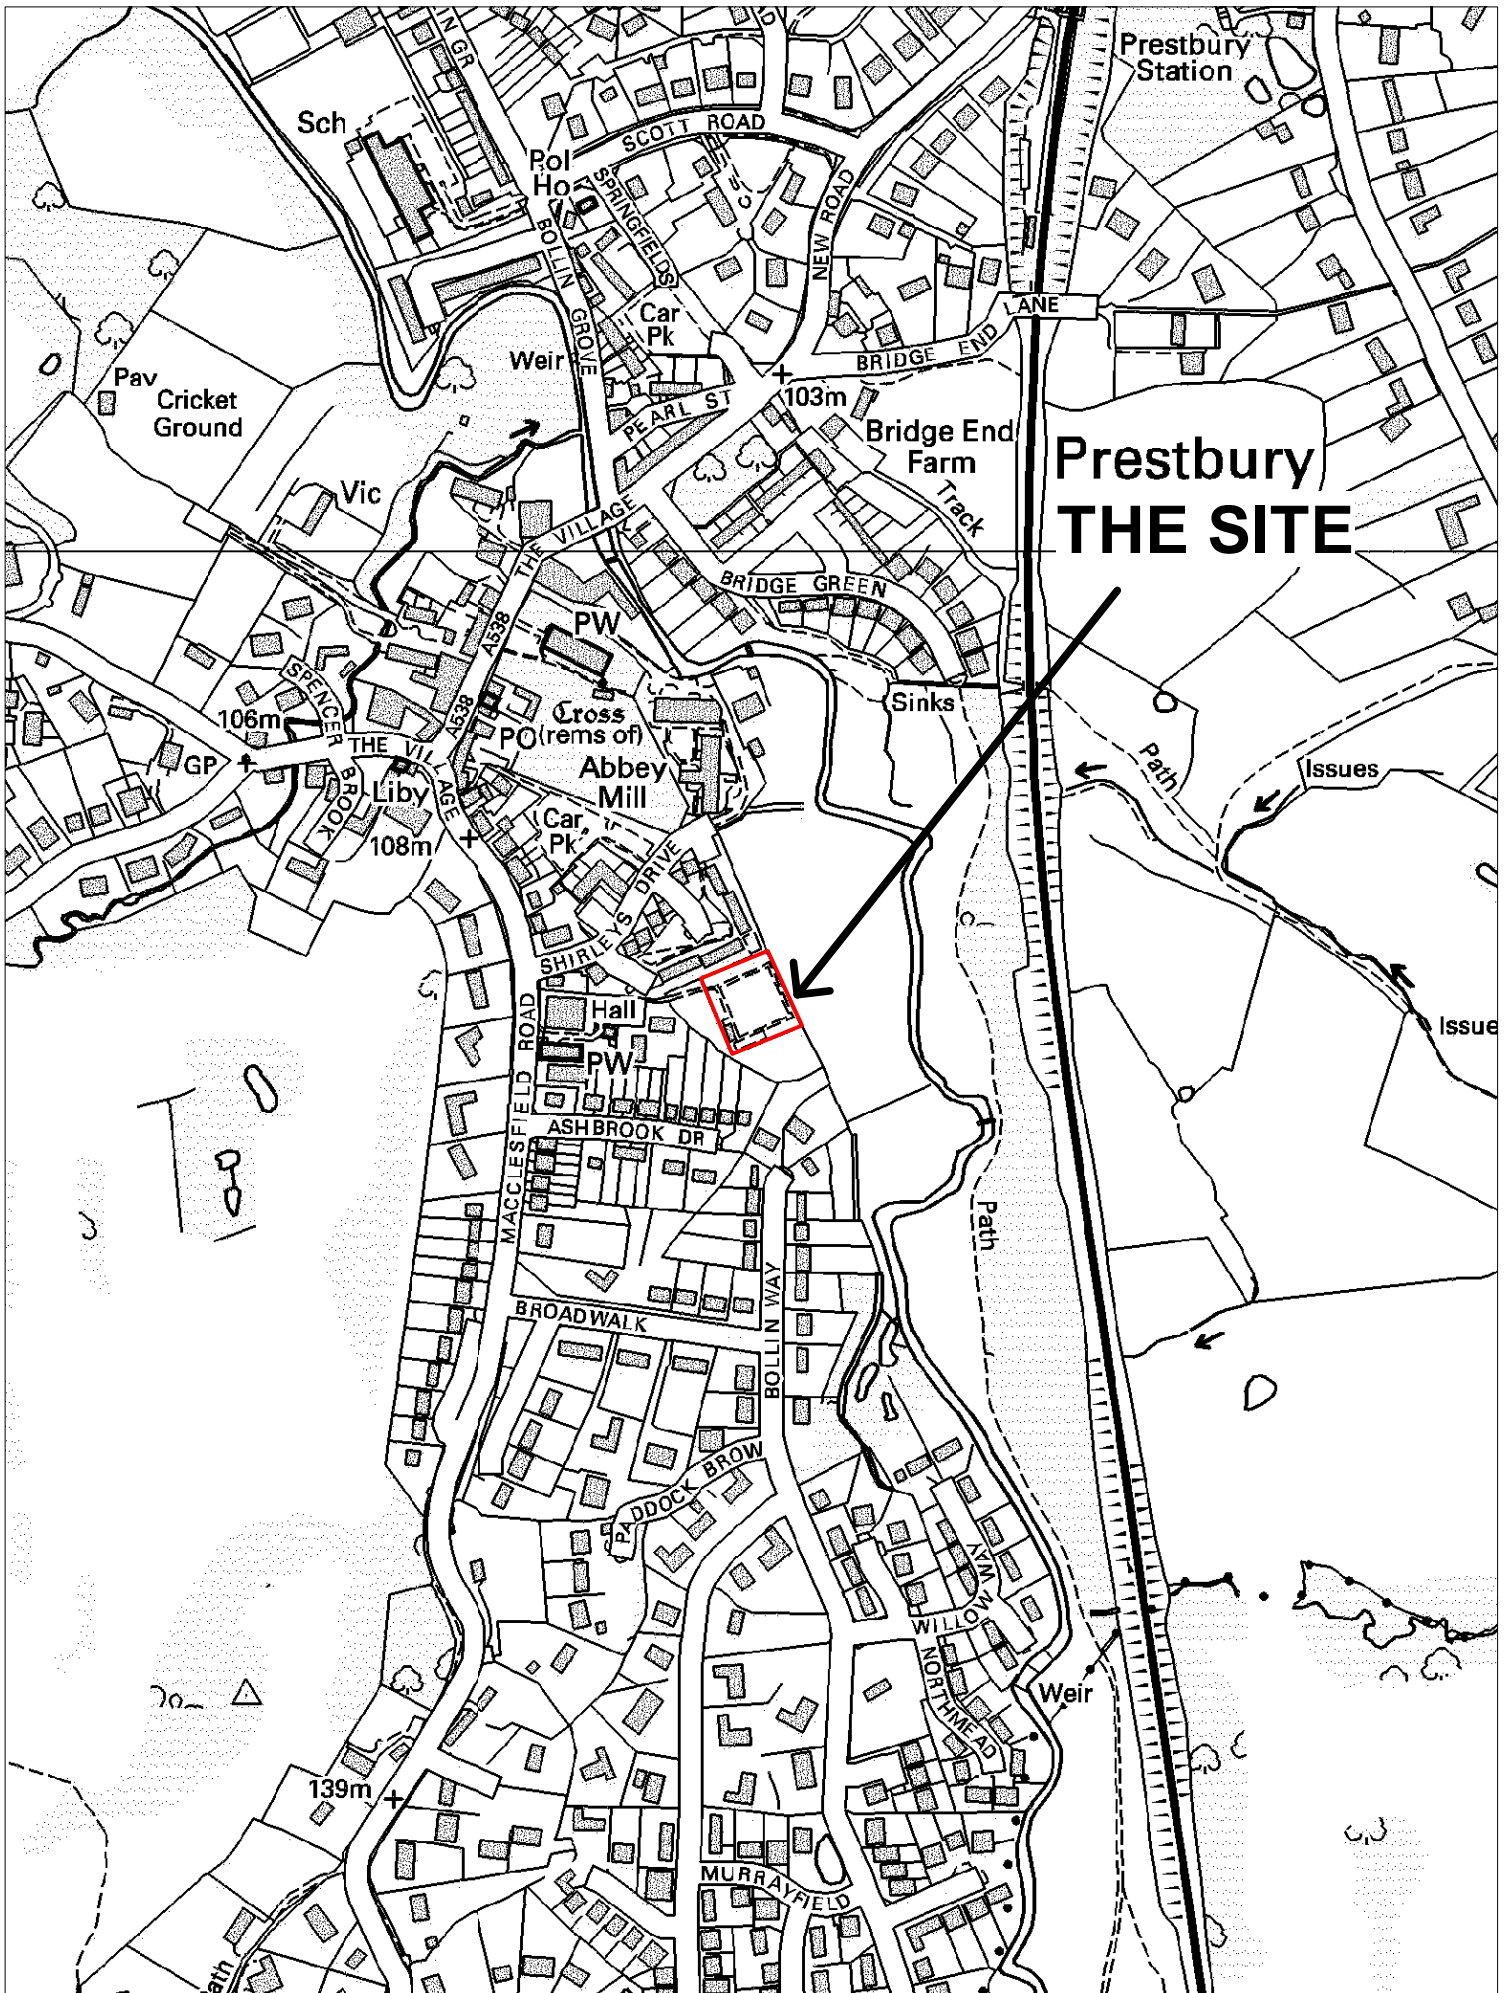 Prestbury
Station
Sch
IN GR
SCOTT ROAD
Pol
Ho
SPRINGFIELDS
NEW ROAD
BOLLIN GROVE
Car
Pk
LANE
BRIDGE END
Weir
PEARL ST
103m
Pav
Cricket
Ground
Bridge End
Farm
Track
Prestbury
THE SITE
Vic
THE VILLAGE
BRIDGE GREEN
A538
PW
Sinks
SPENCER BROOK
106m
A538
Cross
(rems of)
PO
THE VILLAGE
GP
Liby
Abbey
Mill
Path
Issues
108m
Car
Pk
SHIRLEYS DRIVE
Hall
PW
Issue
MACCLESFIELD ROAD
ASHBROOK DR
Path
BROADWALK
BOLLIN WAY
PADDOCK BROW
WILLOW WAY
NORTHMEAD
Weir
139m
MURRAYFIELD
ath